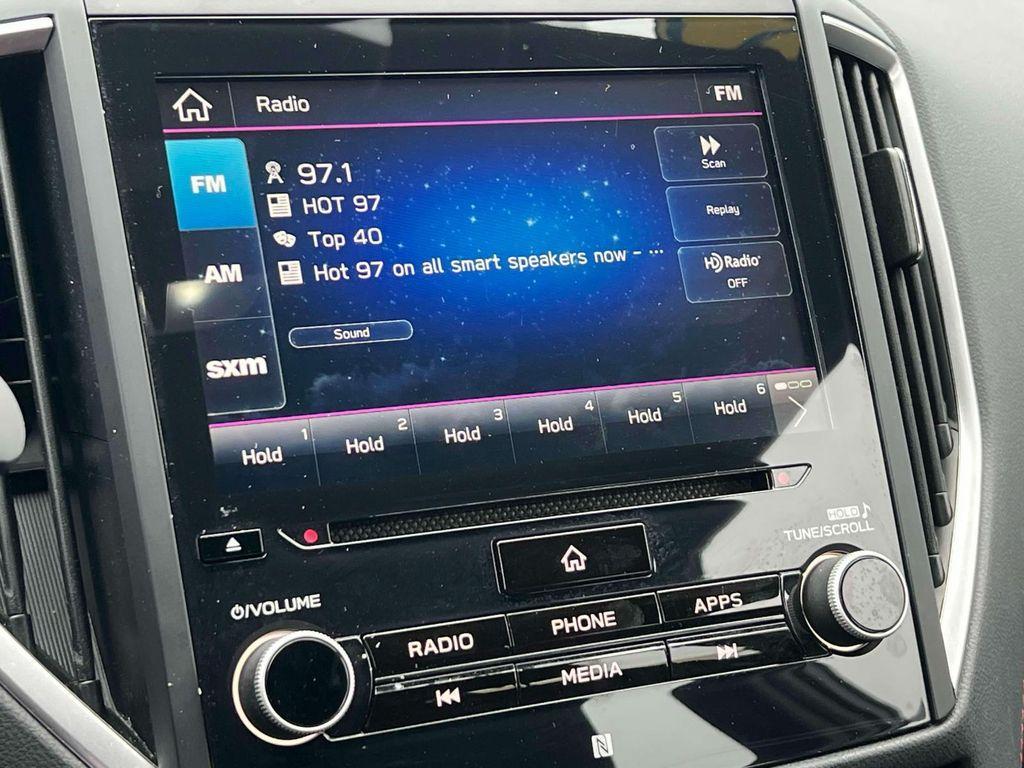 Radio
FM
FM
97.1
HOT 97
Top 40
Hot 97 on all smart speakers now - ...
Scan
Replay
HD Radio
OFF
AM
sxm
Sound
Hold 1
Hold 2
Hold 3
Hold 4
Hold 5
Hold 6
HOLD
TUNE/SCROLL
/VOLUME
RADIO
PHONE
APPS
MEDIA
N